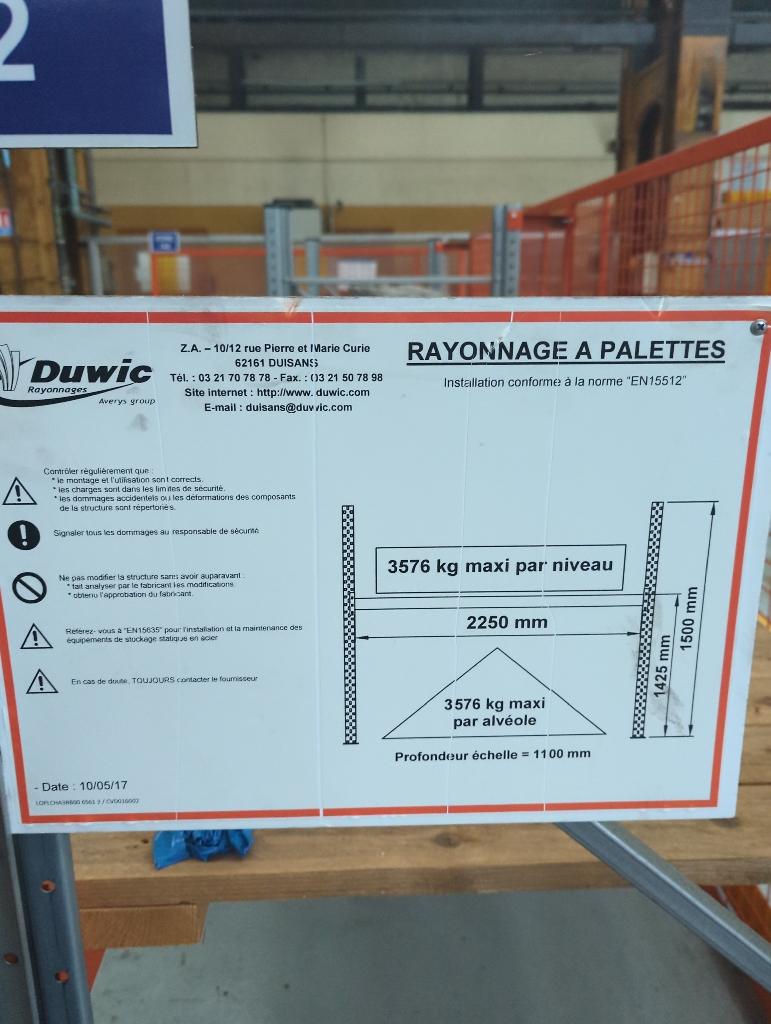 2
Duwic
Rayonnages
Averys group
Z.A. – 10/12 rue Pierre et Marie Curie
62161 DUISANS
Tél. : 03 21 70 78 78 - Fax. : 03 21 50 78 98
Site internet : http://www.duwic.com
E-mail : duisans@duwic.com
RAYONNAGE A PALETTES
Installation conforme à la norme "EN15512"
Contrôler régulièrement que :
* le montage et l'utilisation sont corrects.
* les charges sont dans les limites de sécurité.
* les dommages accidentels ou les déformations des composants
de la structure sont répertoriés.
Signaler tous les dommages au responsable de sécurité
Ne pas modifier la structure sans avoir auparavant :
* fait analyser par le fabricant les modifications.
* obtenu l'approbation du fabricant.
Référez- vous à "EN15635" pour l'installation et la maintenance des
équipements de stockage statique en acier
En cas de doute, TOUJOURS contacter le fournisseur
3576 kg maxi par niveau
2250 mm
3576 kg maxi
par alvéole
1425 mm
1500 mm
Profondeur échelle = 1100 mm
- Date : 10/05/17